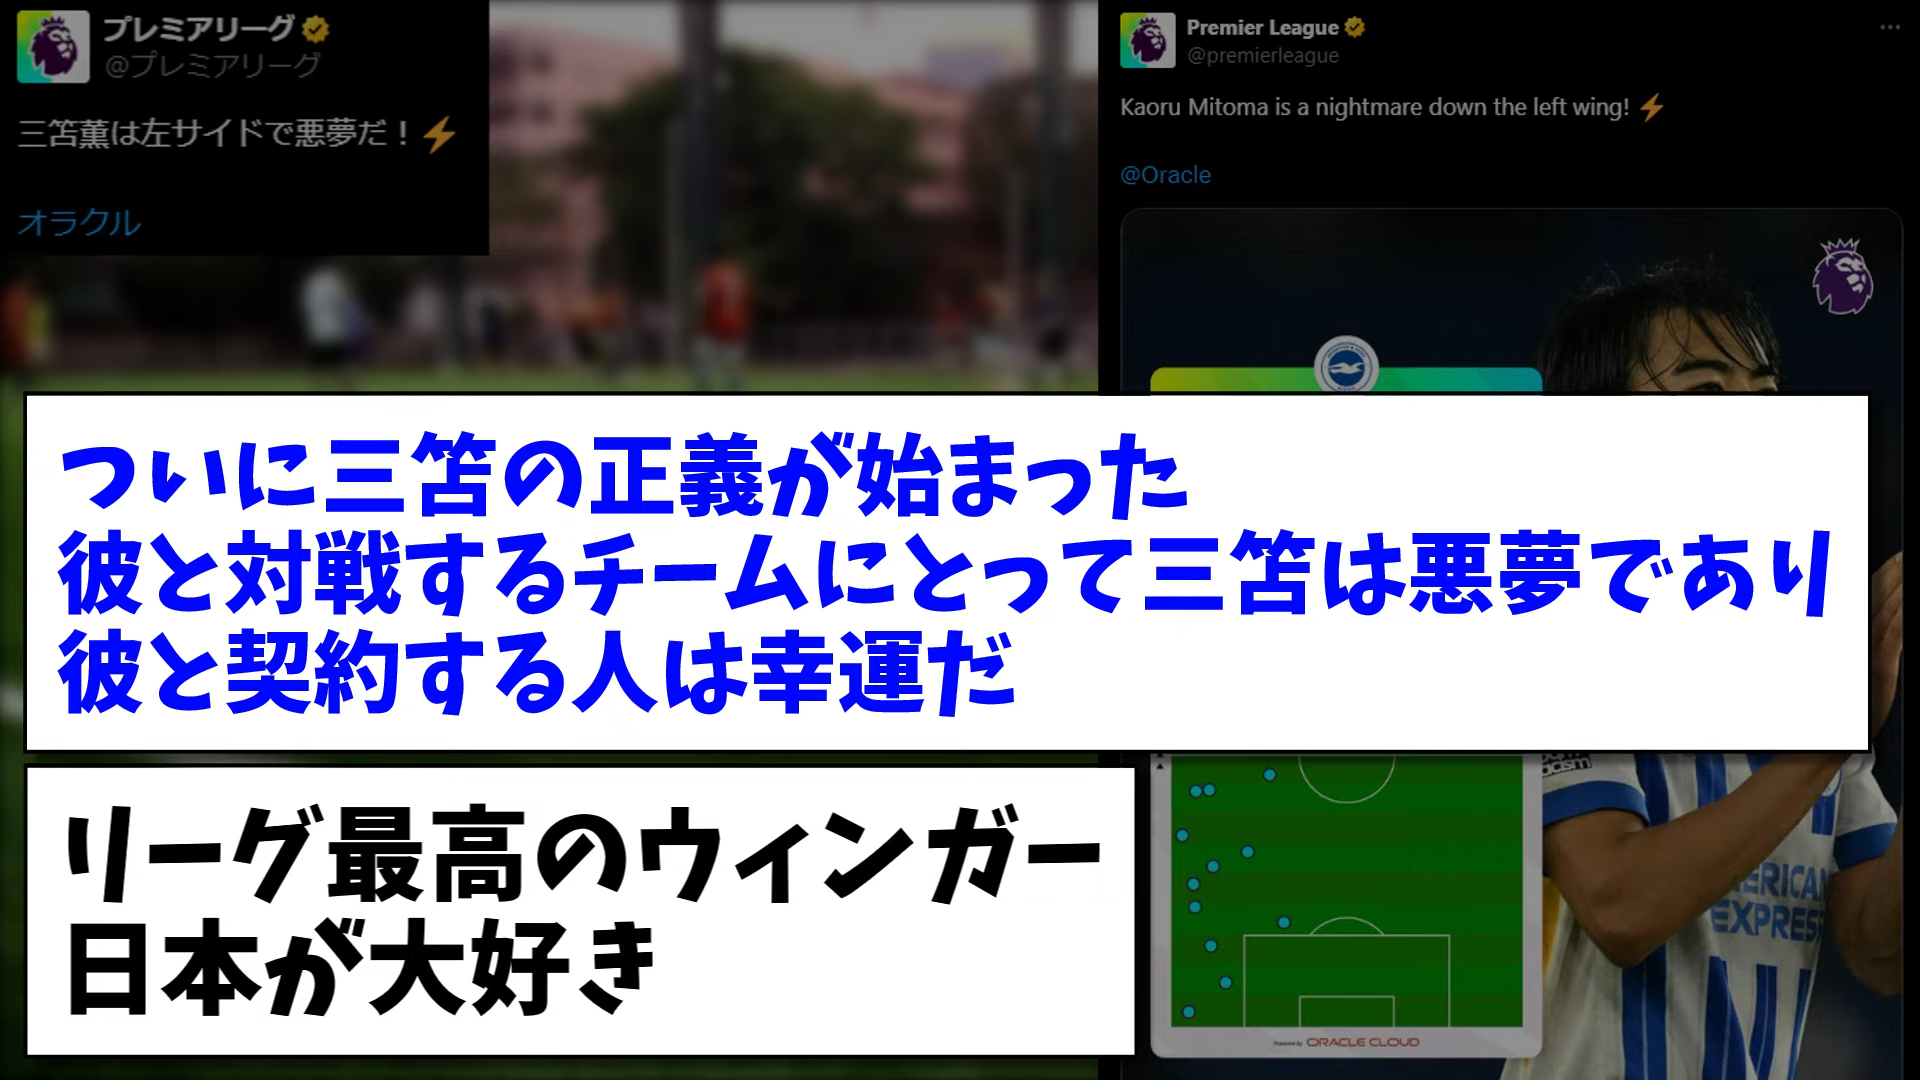 プレミアリーグ
@プレミアリーグ
三笘薫は左サイドで悪夢だ！⚡
オラクル
Premier League
@premierleague
Kaoru Mitoma is a nightmare down the left wing! ⚡
@Oracle
ついに三笘の正義が始まった
彼と対戦するチームにとって三笘は悪夢であり
彼と契約する人は幸運だ
リーグ最高のウィンガー
日本が大好き
AMERICAN
EXPRESS
Powered by ORACLE CLOUD